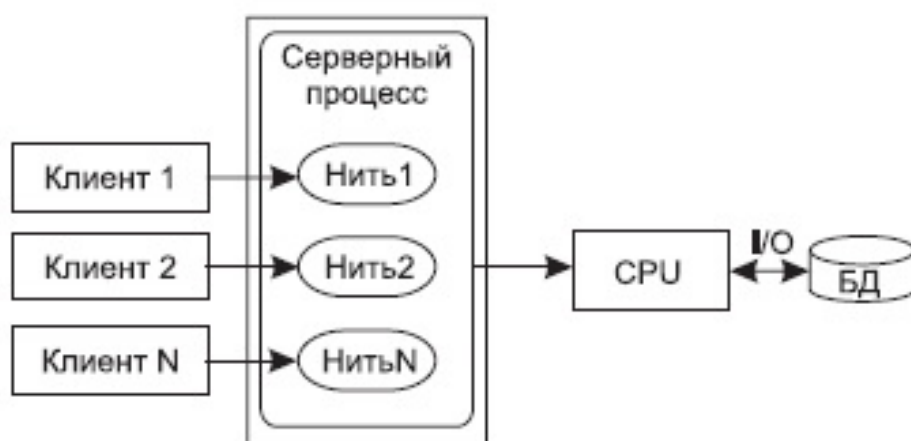 Серверный
процесс
Клиент 1
Нить1
Клиент 2
Нить2
CPU
I/O
БД
Клиент N
НитьN